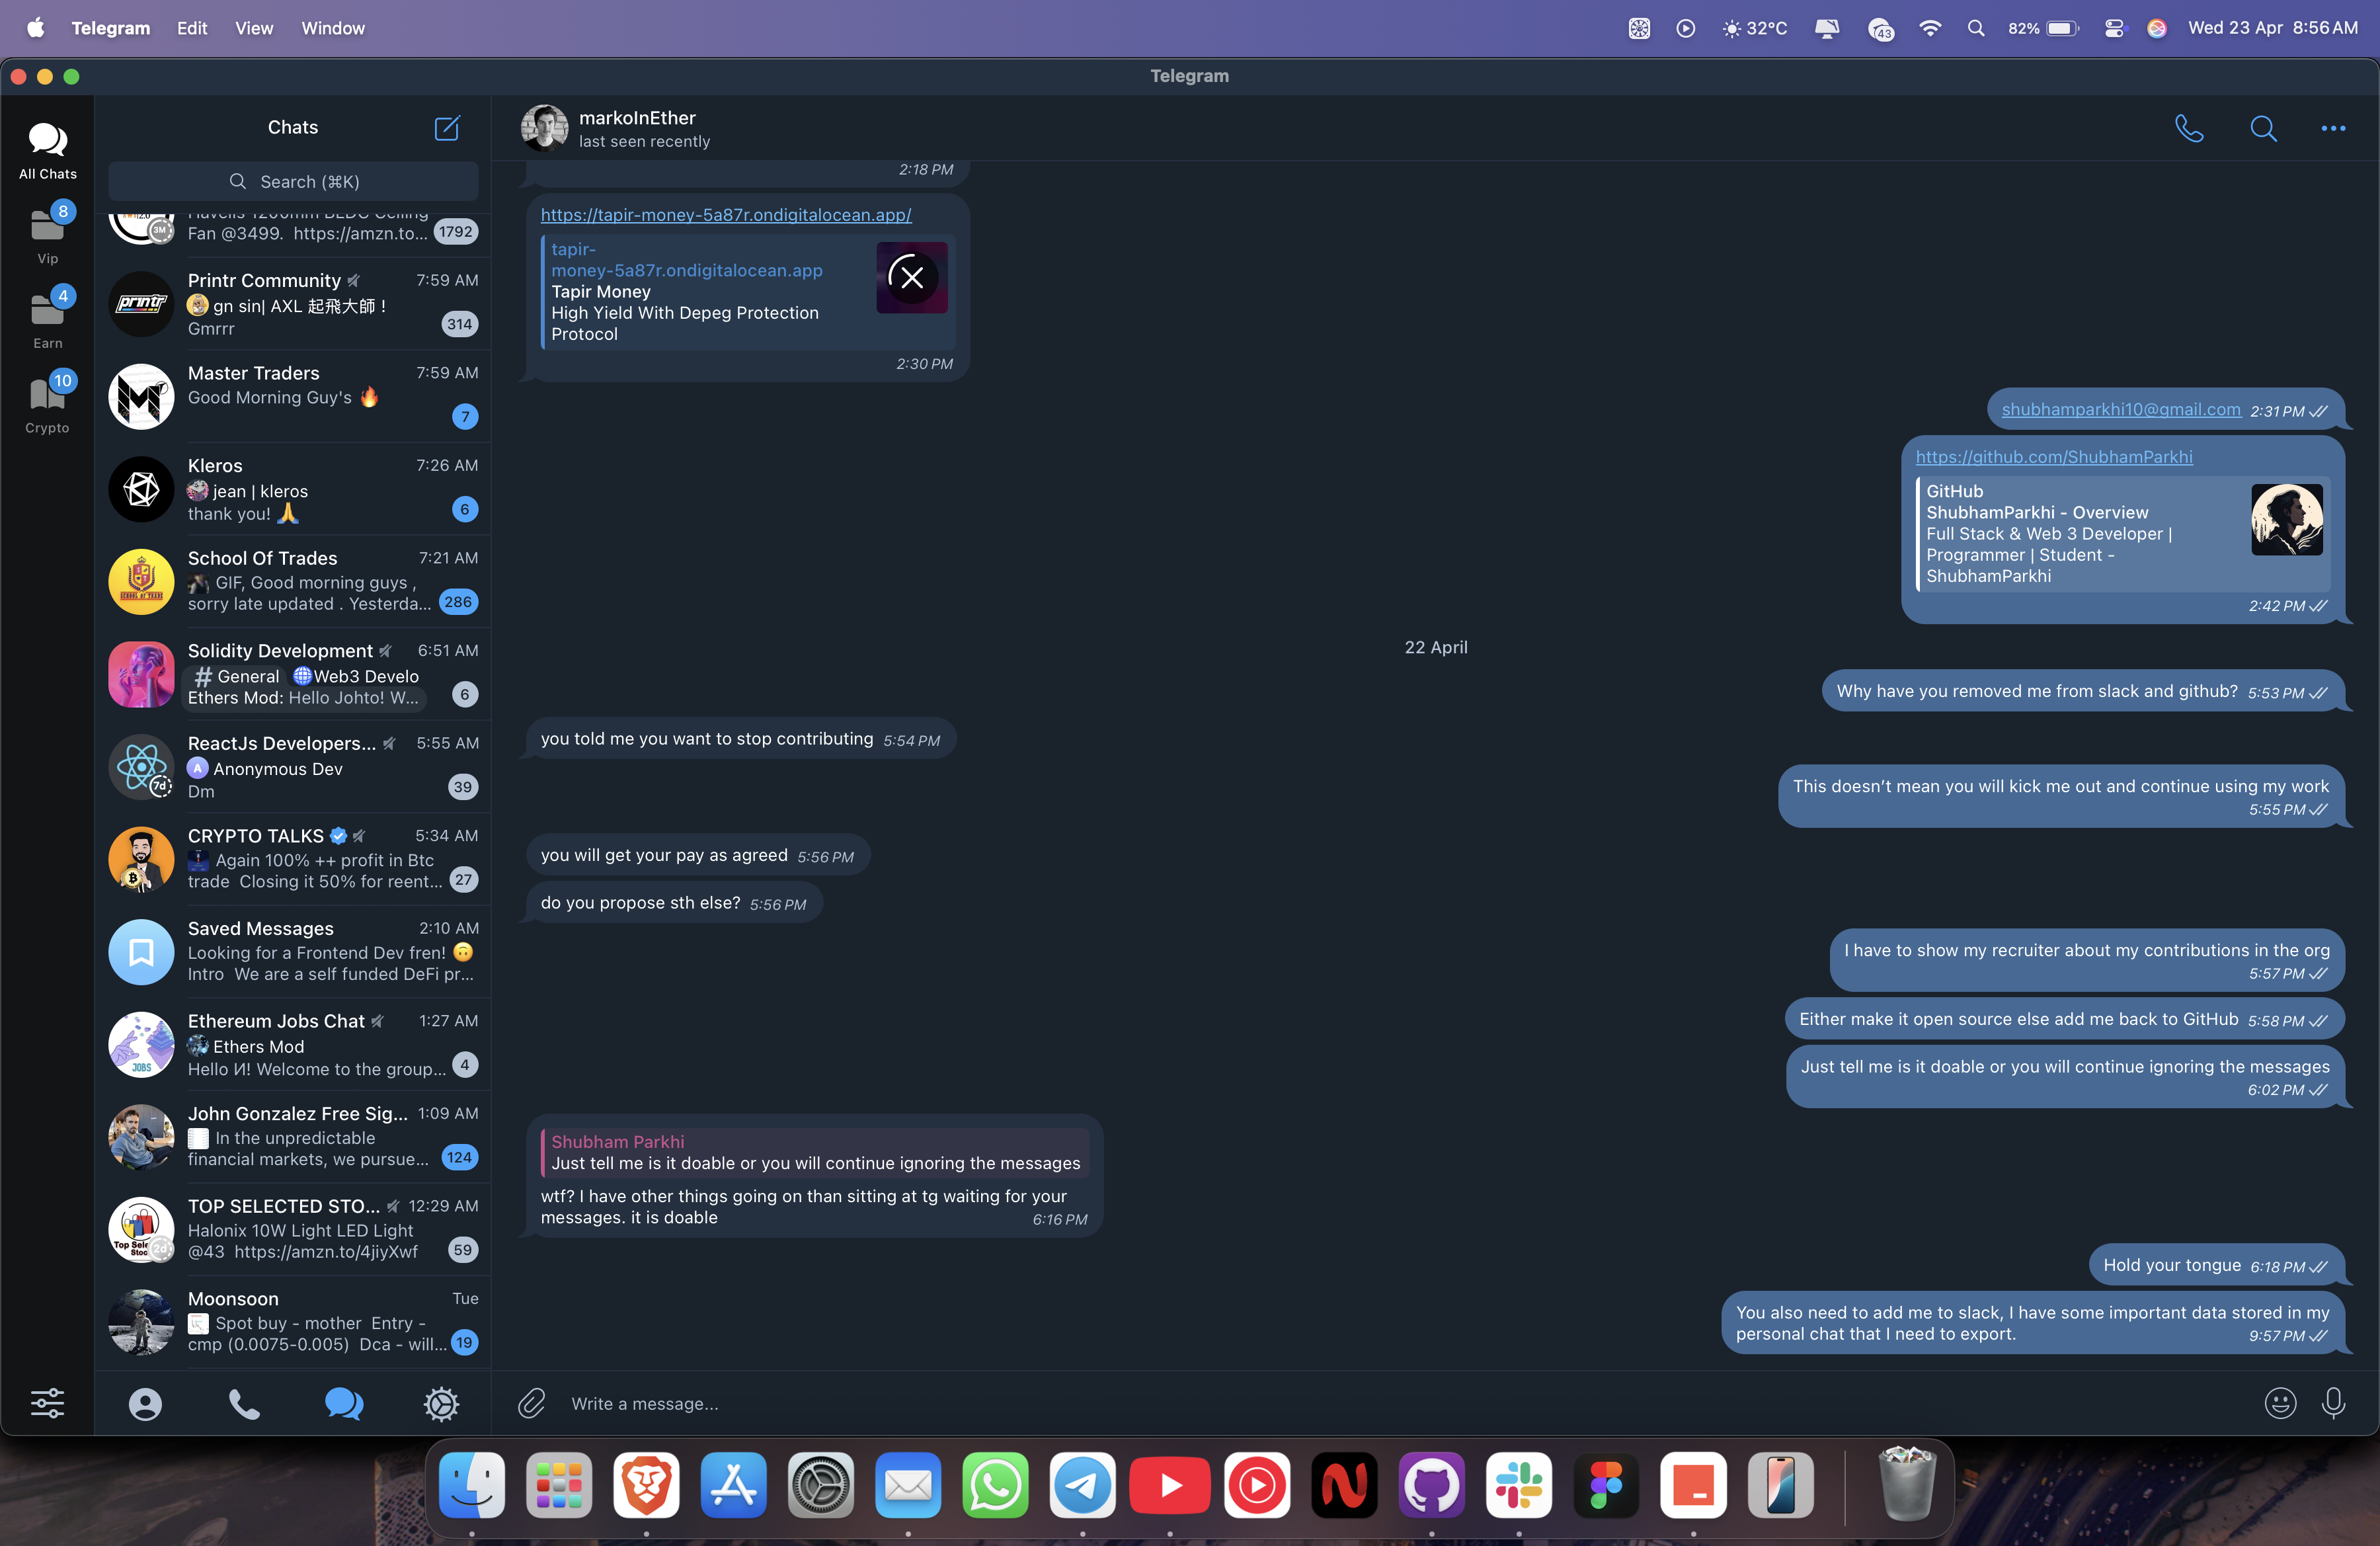 Telegram Edit View Window
43
32°C
82%
Wed 23 Apr 8:56 AM
Telegram
All Chats
8
Vip
4
Earn
10
Crypto
Chats
Search (⌘K)
3M
Havells 1200mm BLDC Ceiling
Fan @3499. https://amzn.to... 1792
Printr Community 7:59 AM
printr
gn sin| AXL 起飛大師 !
Gmrrr 314
Master Traders 7:59 AM
Good Morning Guy's 🔥
7
Kleros 7:26 AM
jean | kleros
thank you! 🙏 6
School Of Trades 7:21 AM
GIF, Good morning guys ,
sorry late updated . Yesterda... 286
Solidity Development 6:51 AM
# General 🌐Web3 Develo
Ethers Mod: Hello Johto! W... 6
ReactJs Developers... 5:55 AM
A Anonymous Dev
7d
Dm 39
CRYPTO TALKS 5:34 AM
Again 100% ++ profit in Btc
trade Closing it 50% for reent... 27
Saved Messages 2:10 AM
Looking for a Frontend Dev fren! 🙃
Intro We are a self funded DeFi pr...
Ethereum Jobs Chat 1:27 AM
Ethers Mod
JOBS
Hello И! Welcome to the group... 4
John Gonzalez Free Sig... 1:09 AM
In the unpredictable
financial markets, we pursue... 124
TOP SELECTED STO... 12:29 AM
Halonix 10W Light LED Light
2d
@43 https://amzn.to/4jiyXwf 59
Moonsoon Tue
Spot buy - mother Entry -
cmp (0.0075-0.005) Dca - will... 19
markoInEther
last seen recently
2:18 PM
https://tapir-money-5a87r.ondigitalocean.app/
tapir-
money-5a87r.ondigitalocean.app
Tapir Money
High Yield With Depeg Protection
Protocol
2:30 PM
shubhamparkhi10@gmail.com 2:31 PM
https://github.com/ShubhamParkhi
GitHub
ShubhamParkhi - Overview
Full Stack & Web 3 Developer |
Programmer | Student -
ShubhamParkhi
2:42 PM
22 April
Why have you removed me from slack and github? 5:53 PM
you told me you want to stop contributing 5:54 PM
This doesn’t mean you will kick me out and continue using my work
5:55 PM
you will get your pay as agreed 5:56 PM
do you propose sth else? 5:56 PM
I have to show my recruiter about my contributions in the org
5:57 PM
Either make it open source else add me back to GitHub 5:58 PM
Just tell me is it doable or you will continue ignoring the messages
6:02 PM
Shubham Parkhi
Just tell me is it doable or you will continue ignoring the messages
wtf? I have other things going on than sitting at tg waiting for your
messages. it is doable 6:16 PM
Hold your tongue 6:18 PM
You also need to add me to slack, I have some important data stored in my
personal chat that I need to export. 9:57 PM
Write a message...